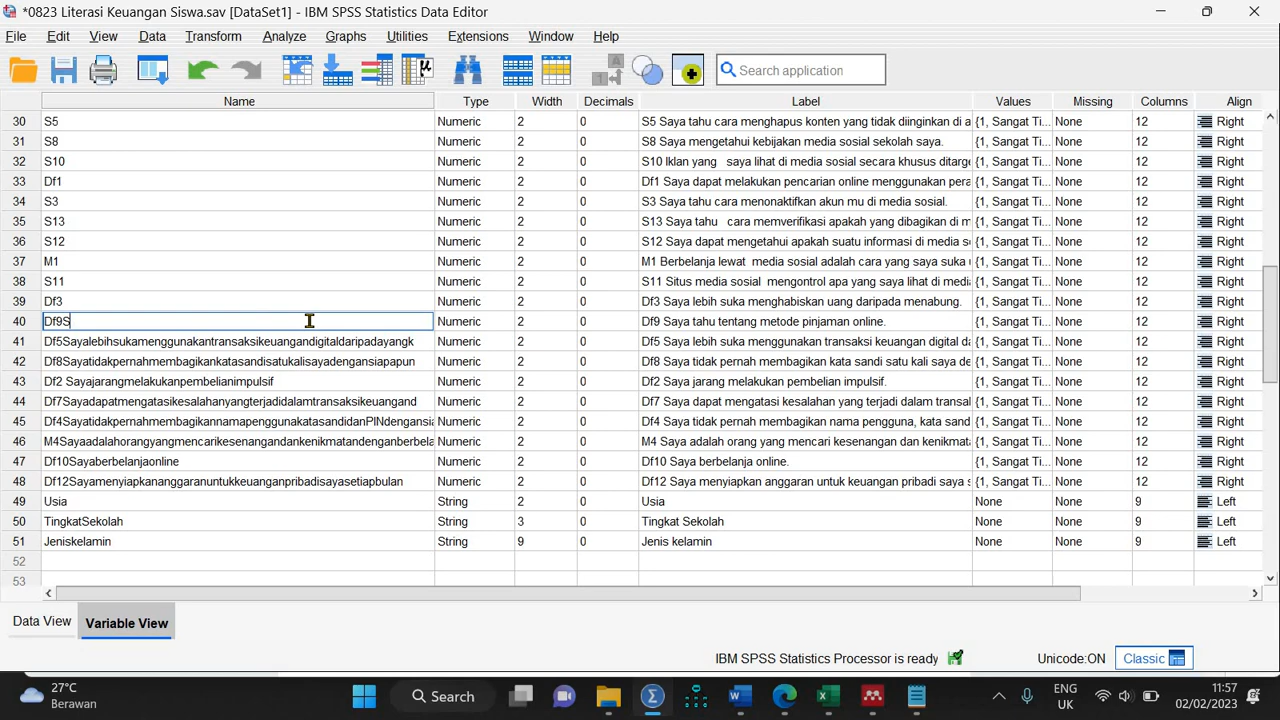 *0823 Literasi Keuangan Siswa.sav [DataSet1] - IBM SPSS Statistics Data Editor
File Edit View Data Transform Analyze Graphs Utilities Extensions Window Help
Search application
Name Type Width Decimals Label Values Missing Columns Align
30 S5 Numeric 2 0 S5 Saya tahu cara menghapus konten yang tidak diinginkan di a {1, Sangat Ti... None 12 Right
31 S8 Numeric 2 0 S8 Saya mengetahui kebijakan media sosial sekolah saya. {1, Sangat Ti... None 12 Right
32 S10 Numeric 2 0 S10 Iklan yang saya lihat di media sosial secara khusus ditarge {1, Sangat Ti... None 12 Right
33 Df1 Numeric 2 0 Df1 Saya dapat melakukan pencarian online menggunakan pera {1, Sangat Ti... None 12 Right
34 S3 Numeric 2 0 S3 Saya tahu cara menonaktifkan akun mu di media sosial. {1, Sangat Ti... None 12 Right
35 S13 Numeric 2 0 S13 Saya tahu cara memverifikasi apakah yang dibagikan di m {1, Sangat Ti... None 12 Right
36 S12 Numeric 2 0 S12 Saya dapat mengetahui apakah suatu informasi di media s {1, Sangat Ti... None 12 Right
37 M1 Numeric 2 0 M1 Berbelanja lewat media sosial adalah cara yang saya suka {1, Sangat Ti... None 12 Right
38 S11 Numeric 2 0 S11 Situs media sosial mengontrol apa yang saya lihat di medi {1, Sangat Ti... None 12 Right
39 Df3 Numeric 2 0 Df3 Saya lebih suka menghabiskan uang daripada menabung. {1, Sangat Ti... None 12 Right
40 Df9S Numeric 2 0 Df9 Saya tahu tentang metode pinjaman online. {1, Sangat Ti... None 12 Right
41 Df5Sayalebihsukamenggunakantransaksikeuangandigitaldaripadayangk Numeric 2 0 Df5 Saya lebih suka menggunakan transaksi keuangan digital da {1, Sangat Ti... None 12 Right
42 Df8Sayatidakpernahmembagikankatasandisatukalisayadengansiapapun Numeric 2 0 Df8 Saya tidak pernah membagikan kata sandi satu kali saya de {1, Sangat Ti... None 12 Right
43 Df2 Sayajarangmelakukanpembelianimpulsif Numeric 2 0 Df2 Saya jarang melakukan pembelian impulsif. {1, Sangat Ti... None 12 Right
44 Df7Sayadapatmengatasikesalahanyangterjadidalamtransaksikeuangand Numeric 2 0 Df7 Saya dapat mengatasi kesalahan yang terjadi dalam transal {1, Sangat Ti... None 12 Right
45 Df4SayatidakpernahmembagikannamapenggunakatasandidanPINdengansia Numeric 2 0 Df4 Saya tidak pernah membagikan nama pengguna, kata sand {1, Sangat Ti... None 12 Right
46 M4Sayaadalahorangyangmencarikesenangandankenikmatandenganberbela Numeric 2 0 M4 Saya adalah orang yang mencari kesenangan dan kenikma {1, Sangat Ti... None 12 Right
47 Df10Sayaberbelanjaonline Numeric 2 0 Df10 Saya berbelanja online. {1, Sangat Ti... None 12 Right
48 Df12Sayamenyiapkananggaranuntukkeuanganpribadisayasetiapbulan Numeric 2 0 Df12 Saya menyiapkan anggaran untuk keuangan pribadi saya s {1, Sangat Ti... None 12 Right
49 Usia String 2 0 Usia None None 9 Left
50 TingkatSekolah String 3 0 Tingkat Sekolah None None 9 Left
51 Jeniskelamin String 9 0 Jenis kelamin None None 9 Left
52
53
Data View Variable View
IBM SPSS Statistics Processor is ready Unicode:ON Classic
27°C Berawan Search ENG UK 11:57 02/02/2023